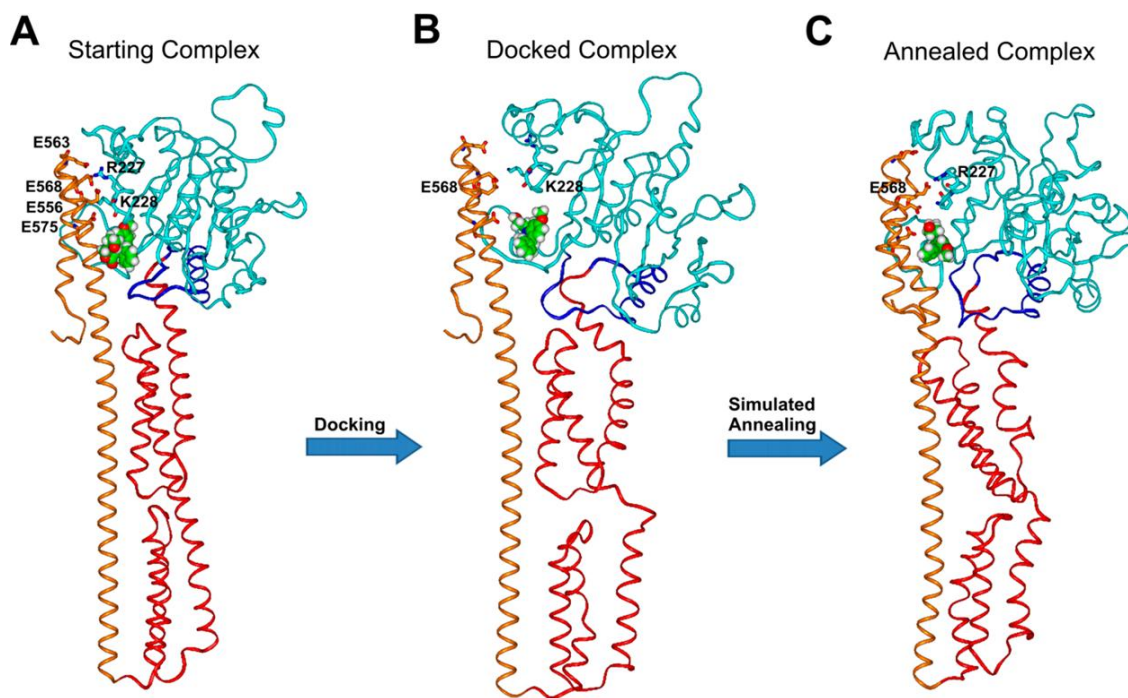 A
Starting Complex
E563
R227
E568
K228
E556
E575
Docking
B
Docked Complex
E568
K228
Simulated
Annealing
C
Annealed Complex
R227
E568